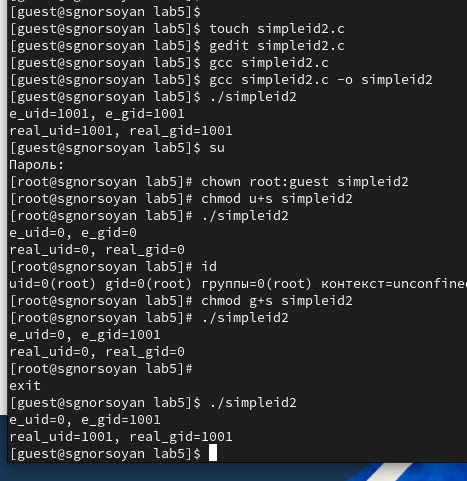 [guest@sgnorsoyan lab5]$
[guest@sgnorsoyan lab5]$ touch simpleid2.c
[guest@sgnorsoyan lab5]$ gedit simpleid2.c
[guest@sgnorsoyan lab5]$ gcc simpleid2.c
[guest@sgnorsoyan lab5]$ gcc simpleid2.c -o simpleid2
[guest@sgnorsoyan lab5]$ ./simpleid2
e_uid=1001, e_gid=1001
real_uid=1001, real_gid=1001
[guest@sgnorsoyan lab5]$ su
Пароль:
[root@sgnorsoyan lab5]# chown root:guest simpleid2
[root@sgnorsoyan lab5]# chmod u+s simpleid2
[root@sgnorsoyan lab5]# ./simpleid2
e_uid=0, e_gid=0
real_uid=0, real_gid=0
[root@sgnorsoyan lab5]# id
uid=0(root) gid=0(root) группы=0(root) контекст=unconfine
[root@sgnorsoyan lab5]# chmod g+s simpleid2
[root@sgnorsoyan lab5]# ./simpleid2
e_uid=0, e_gid=1001
real_uid=0, real_gid=0
[root@sgnorsoyan lab5]#
exit
[guest@sgnorsoyan lab5]$ ./simpleid2
e_uid=0, e_gid=1001
real_uid=1001, real_gid=1001
[guest@sgnorsoyan lab5]$